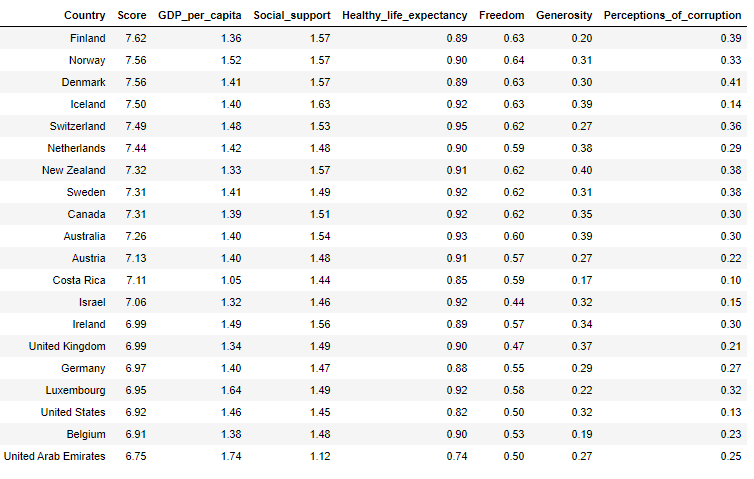 Country Score GDP_per_capita Social_support Healthy_life_expectancy Freedom Generosity Perceptions_of_corruption
Finland 7.62 1.36 1.57 0.89 0.63 0.20 0.39
Norway 7.56 1.52 1.57 0.90 0.64 0.31 0.33
Denmark 7.56 1.41 1.57 0.89 0.63 0.30 0.41
Iceland 7.50 1.40 1.63 0.92 0.63 0.39 0.14
Switzerland 7.49 1.48 1.53 0.95 0.62 0.27 0.36
Netherlands 7.44 1.42 1.48 0.90 0.59 0.38 0.29
New Zealand 7.32 1.33 1.57 0.91 0.62 0.40 0.38
Sweden 7.31 1.41 1.49 0.92 0.62 0.31 0.38
Canada 7.31 1.39 1.51 0.92 0.62 0.35 0.30
Australia 7.26 1.40 1.54 0.93 0.60 0.39 0.30
Austria 7.13 1.40 1.48 0.91 0.57 0.27 0.22
Costa Rica 7.11 1.05 1.44 0.85 0.59 0.17 0.10
Israel 7.06 1.32 1.46 0.92 0.44 0.32 0.15
Ireland 6.99 1.49 1.56 0.89 0.57 0.34 0.30
United Kingdom 6.99 1.34 1.49 0.90 0.47 0.37 0.21
Germany 6.97 1.40 1.47 0.88 0.55 0.29 0.27
Luxembourg 6.95 1.64 1.49 0.92 0.58 0.22 0.32
United States 6.92 1.46 1.45 0.82 0.50 0.32 0.13
Belgium 6.91 1.38 1.48 0.90 0.53 0.19 0.23
United Arab Emirates 6.75 1.74 1.12 0.74 0.50 0.27 0.25